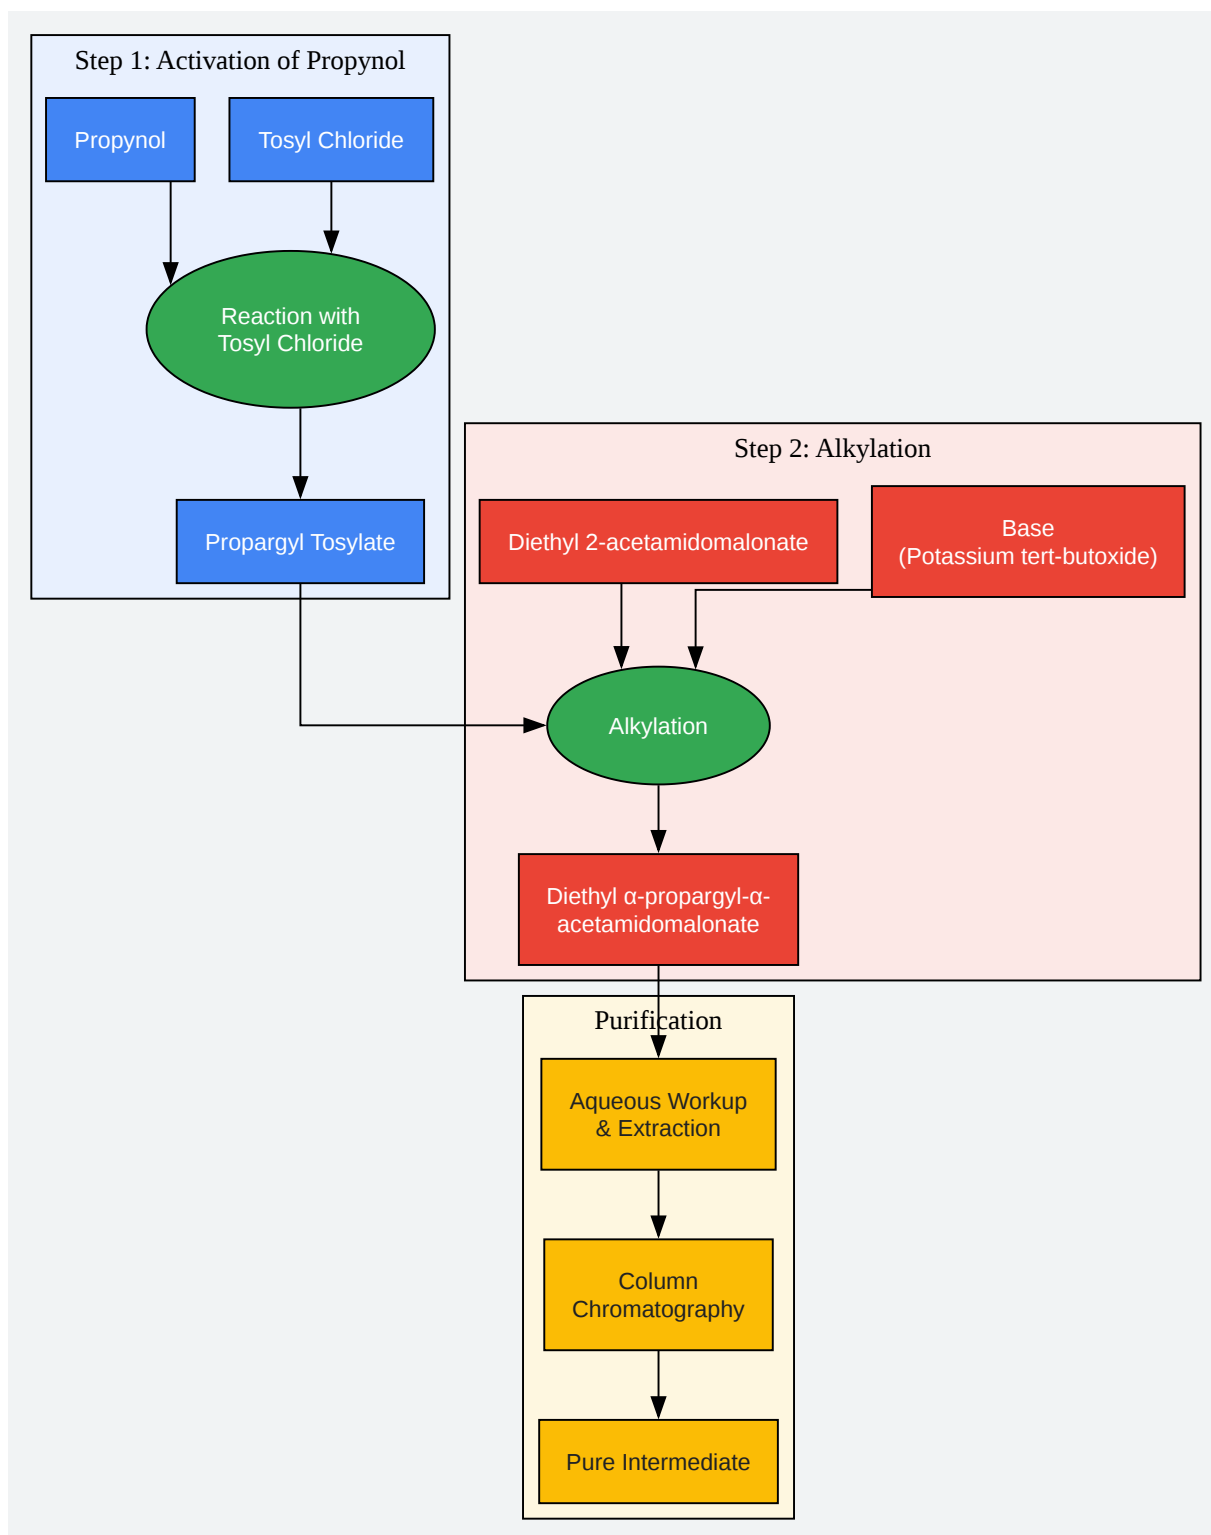 Step 1: Activation of Propynol
Propynol
Tosyl Chloride
Reaction with
Tosyl Chloride
Propargyl Tosylate
Step 2: Alkylation
Diethyl 2-acetamidomalonate
Base
(Potassium tert-butoxide)
Alkylation
Diethyl α-propargyl-α-
acetamidomalonate
Purification
Aqueous Workup
& Extraction
Column
Chromatography
Pure Intermediate